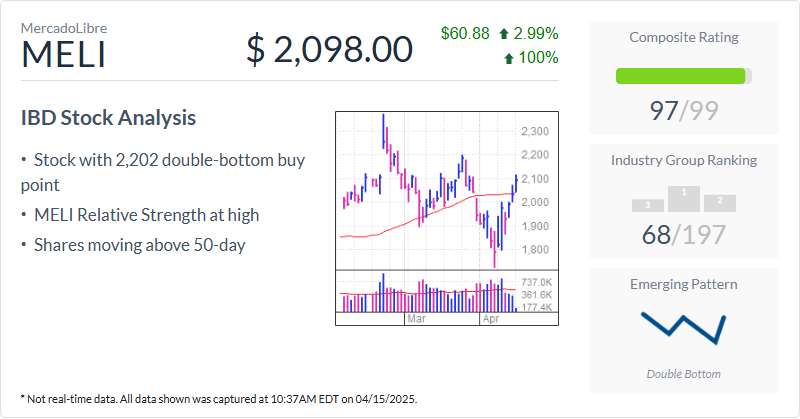 MercadoLibre
MELI
$ 2,098.00
$60.88 2.99%
100%
IBD Stock Analysis
• Stock with 2,202 double-bottom buy
point
• MELI Relative Strength at high
• Shares moving above 50-day
2,300
2,200
2,100
2,000
1,900
1,800
737.0K
361.6K
177.4K
Mar
Apr
Composite Rating
97/99
Industry Group Ranking
3
1
2
68/197
Emerging Pattern
Double Bottom
* Not real-time data. All data shown was captured at 10:37AM EDT on 04/15/2025.